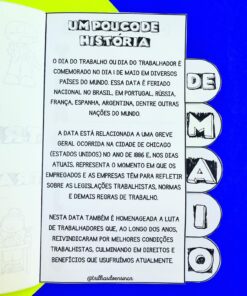 UM POUCO DE
HISTÓRIA
O DIA DO TRABALHO OU DIA DO TRABALHADOR É
COMEMORADO NO DIA 1 DE MAIO EM DIVERSOS
PAÍSES DO MUNDO. ESSA DATA É FERIADO
NACIONAL NO BRASIL, EM PORTUGAL, RÚSSIA,
FRANÇA, ESPANHA, ARGENTINA, DENTRE OUTRAS
NAÇÕES DO MUNDO.
A DATA ESTÁ RELACIONADA A UMA GREVE
GERAL OCORRIDA NA CIDADE DE CHICAGO
(ESTADOS UNIDOS) NO ANO DE 1886 E, NOS DIAS
ATUAIS, REPRESENTA O MOMENTO EM QUE OS
EMPREGADOS E AS EMPRESAS TÊM PARA REFLETIR
SOBRE AS LEGISLAÇÕES TRABALHISTAS, NORMAS
E DEMAIS REGRAS DE TRABALHO.
NESTA DATA TAMBÉM É HOMENAGEADA A LUTA
DE TRABALHADORES QUE, AO LONGO DOS ANOS,
REIVINDICARAM POR MELHORES CONDIÇÕES
TRABALHISTAS, CULMINANDO EM DIREITOS E
BENEFÍCIOS QUE USUFRUÍMOS ATUALMENTE.
@trilhasdoensinar
DE
M
A
I
O